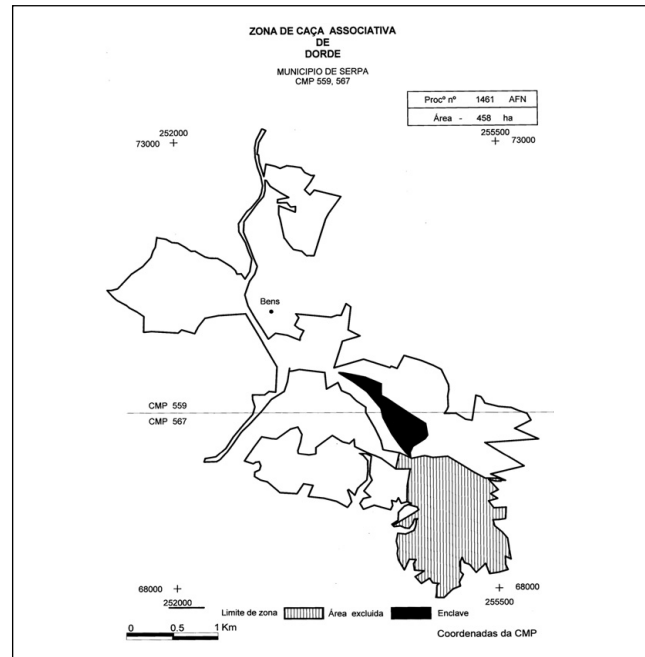 ZONA DE CAÇA ASSOCIATIVA
DE
DORDE
MUNICIPIO DE SERPA
CMP 559, 567
Procº nº 1461 AFN
Área - 458 ha
252000
73000
255500
73000
Bens
CMP 559
CMP 567
68000
252000
68000
255500
Limite de zona
Área excluída
Enclave
0 0.5 1 Km
Coordenadas da CMP